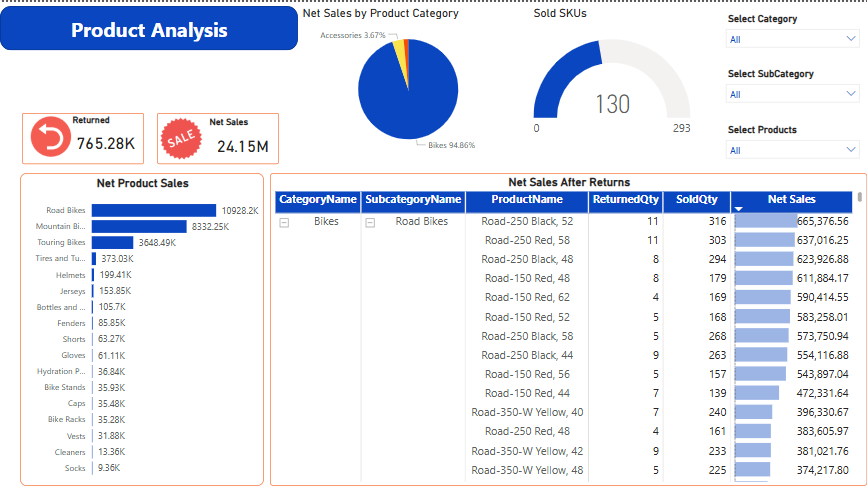 Product Analysis
Net Sales by Product Category
Accessories 3.67%
Bikes 94.86%
Sold SKUs
130
0
293
Select Category
All
Select SubCategory
All
Select Products
All
Returned
765.28K
SALE
Net Sales
24.15M
Net Product Sales
Road Bikes 10928.2K
Mountain Bi... 8332.25K
Touring Bikes 3648.49K
Tires and Tu... 373.03K
Helmets 199.41K
Jerseys 153.85K
Bottles and ... 105.7K
Fenders 85.85K
Shorts 63.27K
Gloves 61.11K
Hydration P... 36.84K
Bike Stands 35.93K
Caps 35.48K
Bike Racks 35.28K
Vests 31.88K
Cleaners 13.36K
Socks 9.36K
Net Sales After Returns
CategoryName SubcategoryName ProductName ReturnedQty SoldQty Net Sales
Bikes Road Bikes Road-250 Black, 52 11 316 665,376.56
Road-250 Red, 58 11 303 637,016.25
Road-250 Black, 48 8 294 623,926.88
Road-150 Red, 48 8 179 611,884.17
Road-150 Red, 62 4 169 590,414.55
Road-150 Red, 52 5 168 583,258.01
Road-250 Black, 58 5 268 573,750.94
Road-250 Black, 44 9 263 554,116.88
Road-150 Red, 56 5 157 543,897.04
Road-150 Red, 44 7 139 472,331.64
Road-350-W Yellow, 40 7 240 396,330.67
Road-250 Red, 48 4 161 383,605.97
Road-350-W Yellow, 42 9 233 381,021.76
Road-350-W Yellow, 48 5 225 374,217.80